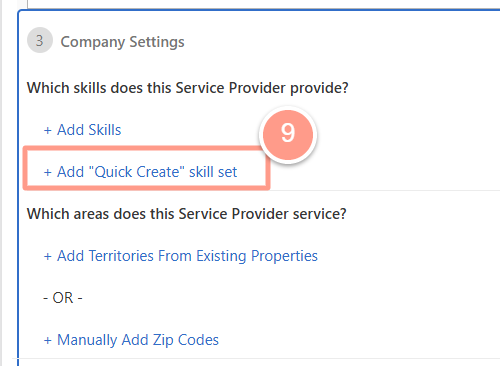 3 Company Settings
Which skills does this Service Provider provide?
+ Add Skills
9
+ Add "Quick Create" skill set
Which areas does this Service Provider service?
+ Add Territories From Existing Properties
- OR -
+ Manually Add Zip Codes